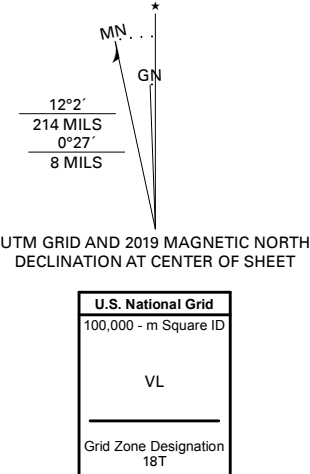 ★
MN
GN
12°2´
214 MILS
0°27´
8 MILS
UTM GRID AND 2019 MAGNETIC NORTH
DECLINATION AT CENTER OF SHEET
U.S. National Grid
100,000 - m Square ID
VL
Grid Zone Designation
18T